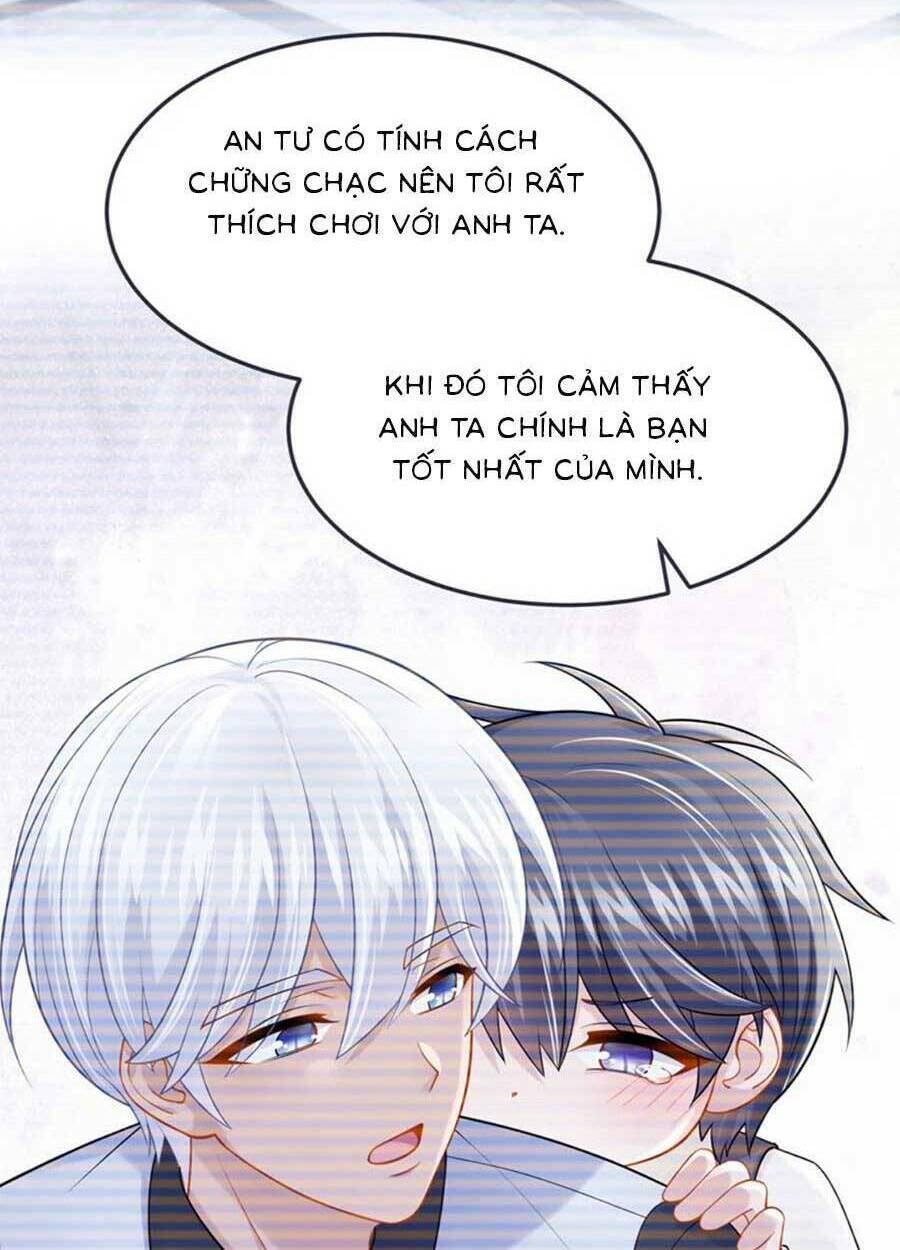 AN TƯ CÓ TÍNH CÁCH
CHỮNG CHẠC NÊN TÔI RẤT
THÍCH CHƠI VỚI ANH TA.
KHI ĐÓ TÔI CẢM THẤY
ANH TA CHÍNH LÀ BẠN
TỐT NHẤT CỦA MÌNH.